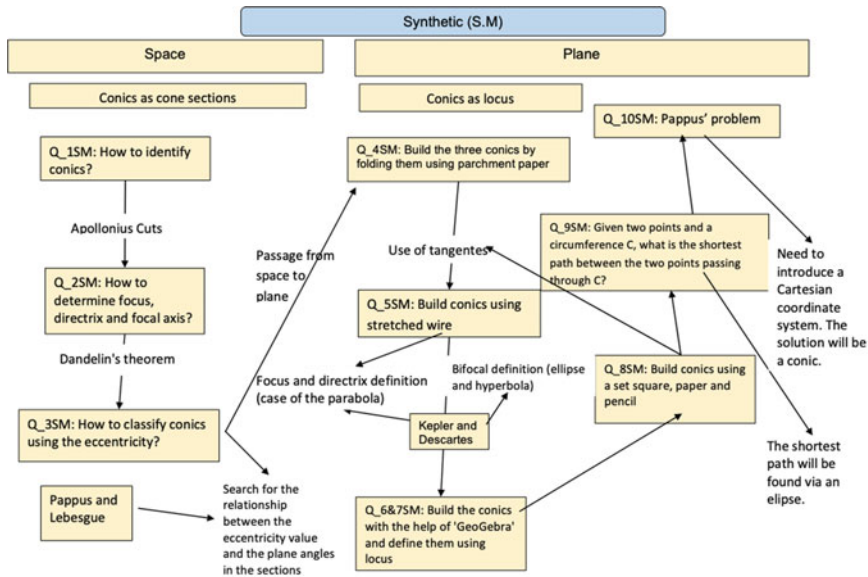 Synthetic (S.M)
Space
Plane
Conics as cone sections
Conics as locus
Q_1SM: How to identify
conics?
Apollonius Cuts
Q_2SM: How to
determine focus,
directrix and focal axis?
Dandelin's theorem
Q_3SM: How to classify conics
using the eccentricity?
Pappus and
Lebesgue
Search for the
relationship
between the
eccentricity value
and the plane angles
in the sections
Passage from
space to
plane
Q_4SM: Build the three conics by
folding them using parchment paper
Use of tangentes
Q_5SM: Build conics using
stretched wire
Focus and directrix definition
(case of the parabola)
Bifocal definition (ellipse
and hyperbola)
Kepler and
Descartes
Q_6&7SM: Build the conics
with the help of 'GeoGebra'
and define them using
locus
Q_8SM: Build conics using
a set square, paper and
pencil
Q_9SM: Given two points and a
circumference C, what is the shortest
path between the two points passing
through C?
Q_10SM: Pappus' problem
Need to
introduce a
Cartesian
coordinate
system. The
solution will be
a conic.
The shortest
path will be
found via an
elipse.